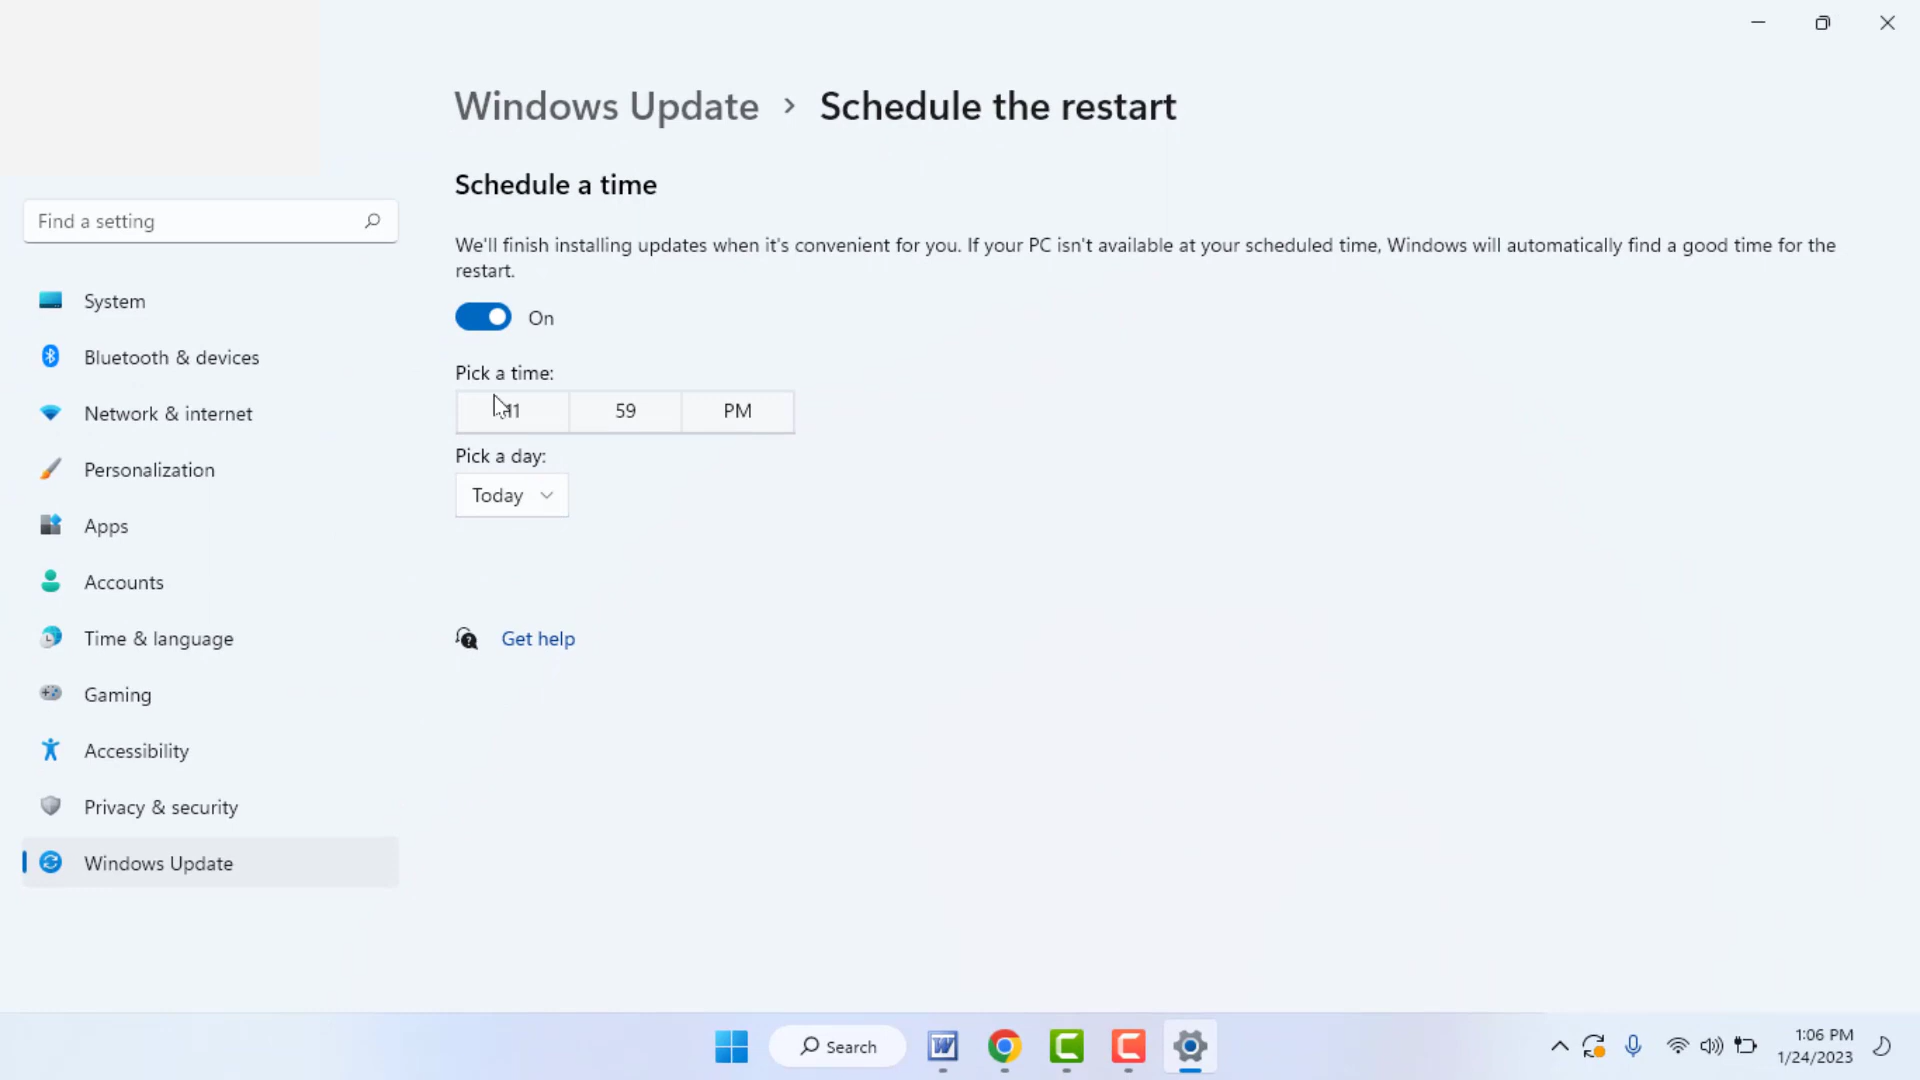 Windows Update > Schedule the restart
Schedule a time
Find a setting
We'll finish installing updates when it's convenient for you. If your PC isn't available at your scheduled time, Windows will automatically find a good time for the
restart.
On
Pick a time:
11 59 PM
Pick a day:
Today
Get help
System
Bluetooth & devices
Network & internet
Personalization
Apps
Accounts
Time & language
Gaming
Accessibility
Privacy & security
Windows Update
Search
1:06 PM
1/24/2023